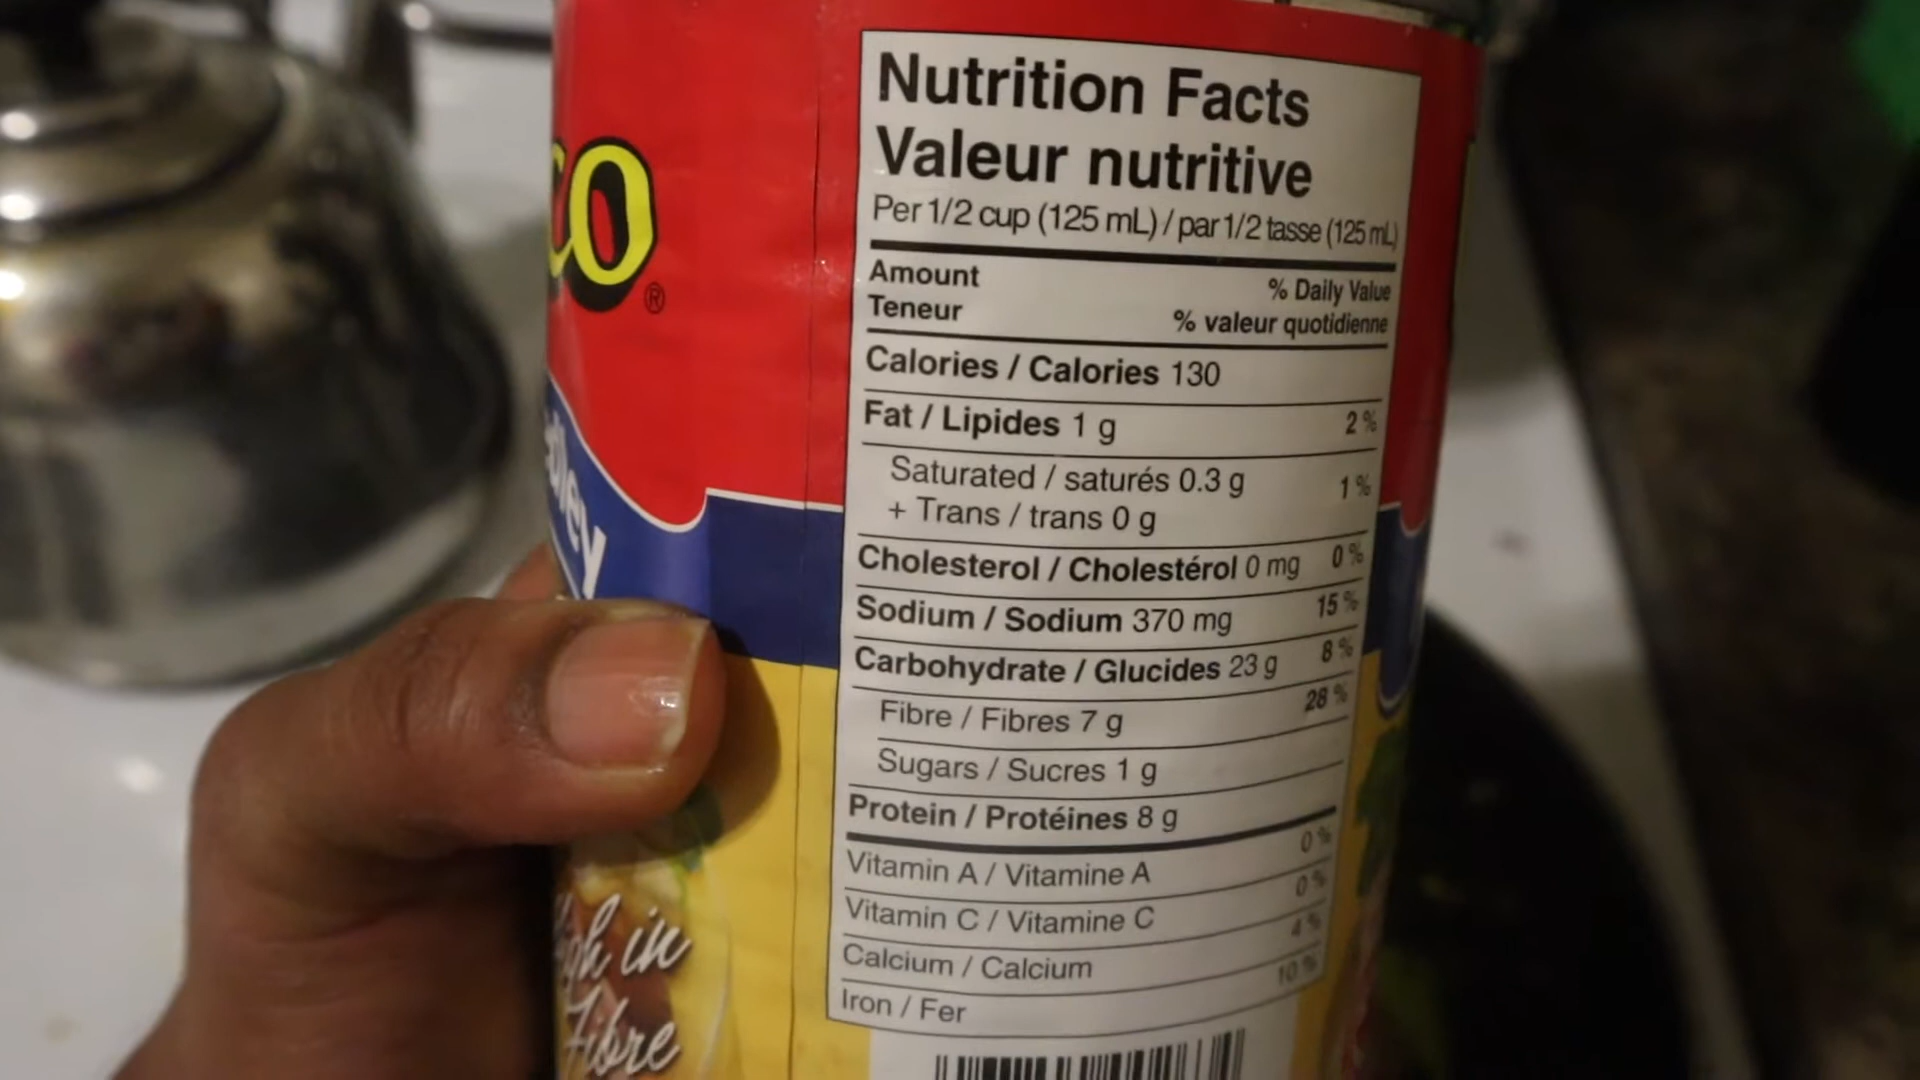 co
®
Nutrition Facts
Valeur nutritive
Per 1/2 cup (125 mL) / par 1/2 tasse (125 mL)
Amount
Teneur
% Daily Value
% valeur quotidienne
Calories / Calories 130
Fat / Lipides 1 g 2 %
Saturated / saturés 0.3 g 1 %
+ Trans / trans 0 g
Cholesterol / Cholestérol 0 mg 0 %
Sodium / Sodium 370 mg 15 %
Carbohydrate / Glucides 23 g 8 %
Fibre / Fibres 7 g 28 %
Sugars / Sucres 1 g
Protein / Protéines 8 g
Vitamin A / Vitamine A 0 %
Vitamin C / Vitamine C 0 %
Calcium / Calcium 4 %
Iron / Fer 10 %
High in
Fibre